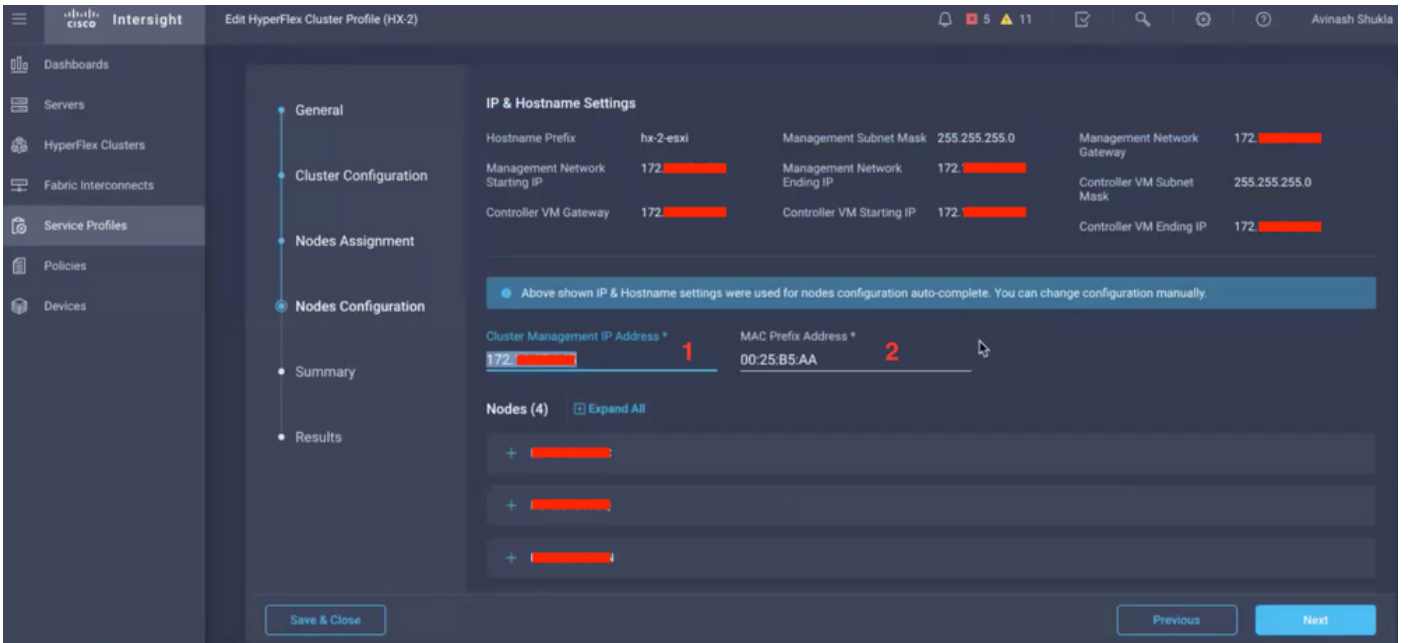 cisco Intersight
Edit HyperFlex Cluster Profile (HX-2)
5 11
Avinash Shukla
Dashboards
Servers
HyperFlex Clusters
Fabric Interconnects
Service Profiles
Policies
Devices
General
Cluster Configuration
Nodes Assignment
Nodes Configuration
Summary
Results
IP & Hostname Settings
Hostname Prefix hx-2-esxi
Management Network
Starting IP
172.
Controller VM Gateway 172.
Management Subnet Mask 255.255.255.0
Management Network
Ending IP
172.
Controller VM Starting IP 172.
Management Network
Gateway
172.
Controller VM Subnet
Mask
255.255.255.0
Controller VM Ending IP 172.
Above shown IP & Hostname settings were used for nodes configuration auto-complete. You can change configuration manually.
Cluster Management IP Address *
172.
1
MAC Prefix Address *
00:25:B5:AA
2
Nodes (4) Expand All
Save & Close
Previous
Next